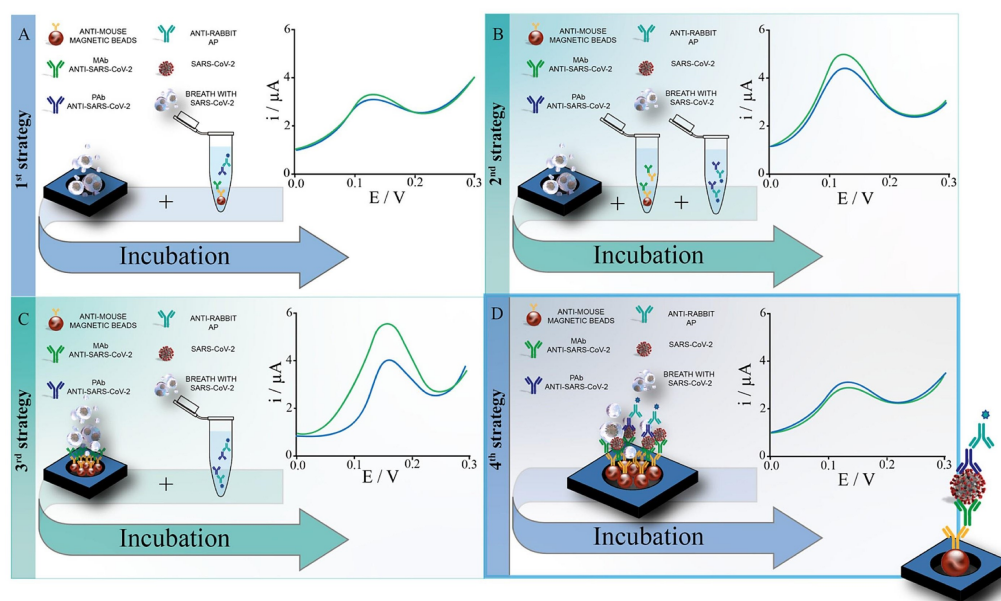 A
ANTI-MOUSE
MAGNETIC BEADS
ANTI-RABBIT
AP
MAb
ANTI-SARS-CoV-2
SARS-CoV-2
PAb
ANTI-SARS-CoV-2
BREATH WITH
SARS-CoV-2
1st strategy
+
Incubation
i / µA
6
4
2
0
0.0
0.1
0.2
0.3
E / V
B
ANTI-MOUSE
MAGNETIC BEADS
ANTI-RABBIT
AP
MAb
ANTI-SARS-CoV-2
SARS-CoV-2
PAb
ANTI-SARS-CoV-2
BREATH WITH
SARS-CoV-2
2nd strategy
+
+
Incubation
i / µA
6
4
2
0
0.0
0.1
0.2
0.3
E / V
C
ANTI-MOUSE
MAGNETIC BEADS
ANTI-RABBIT
AP
MAb
ANTI-SARS-CoV-2
SARS-CoV-2
PAb
ANTI-SARS-CoV-2
BREATH WITH
SARS-CoV-2
3rd strategy
+
Incubation
i / µA
6
4
2
0
0.0
0.1
0.2
0.3
E / V
D
ANTI-MOUSE
MAGNETIC BEADS
ANTI-RABBIT
AP
MAb
ANTI-SARS-CoV-2
SARS-CoV-2
PAb
ANTI-SARS-CoV-2
BREATH WITH
SARS-CoV-2
4th strategy
Incubation
i / µA
6
4
2
0
0.0
0.1
0.2
0.3
E / V